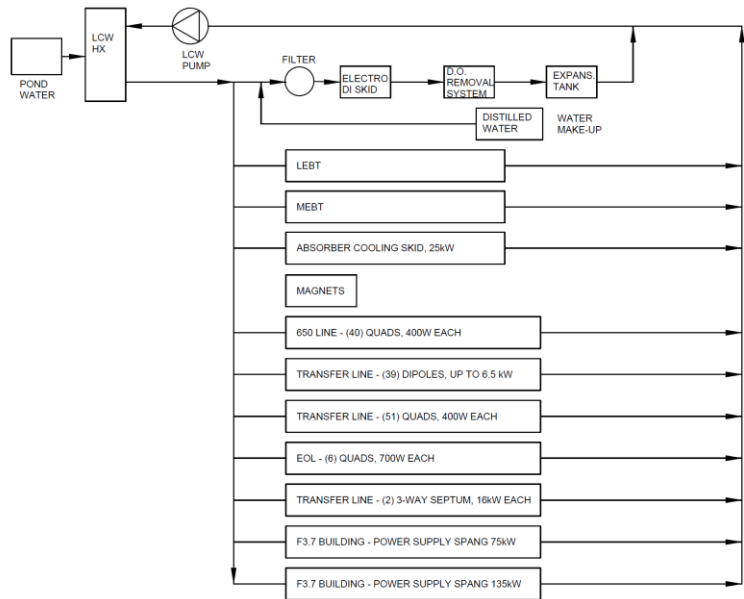 LCW
HX
LCW
PUMP
POND
WATER
FILTER
ELECTRO
DI SKID
D.O.
REMOVAL
SYSTEM
EXPANS.
TANK
DISTILLED
WATER
WATER
MAKE-UP
LEBT
MEBT
ABSORBER COOLING SKID, 25kW
MAGNETS
650 LINE - (40) QUADS, 400W EACH
TRANSFER LINE - (39) DIPOLES, UP TO 6.5 kW
TRANSFER LINE - (51) QUADS, 400W EACH
EOL - (6) QUADS, 700W EACH
TRANSFER LINE - (2) 3-WAY SEPTUM, 16kW EACH
F3.7 BUILDING - POWER SUPPLY SPANG 75kW
F3.7 BUILDING - POWER SUPPLY SPANG 135kW